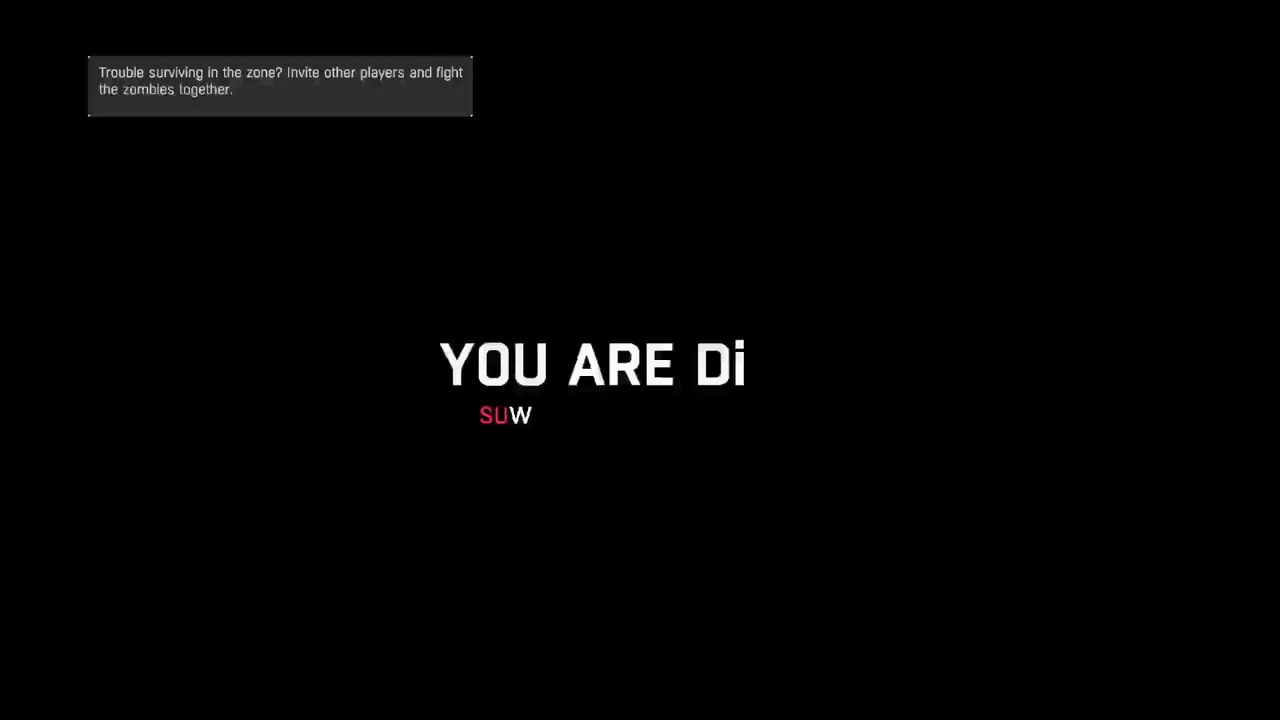 Trouble surviving in the zone? Invite other players and fight
the zombies together.
YOU ARE Di
SUW